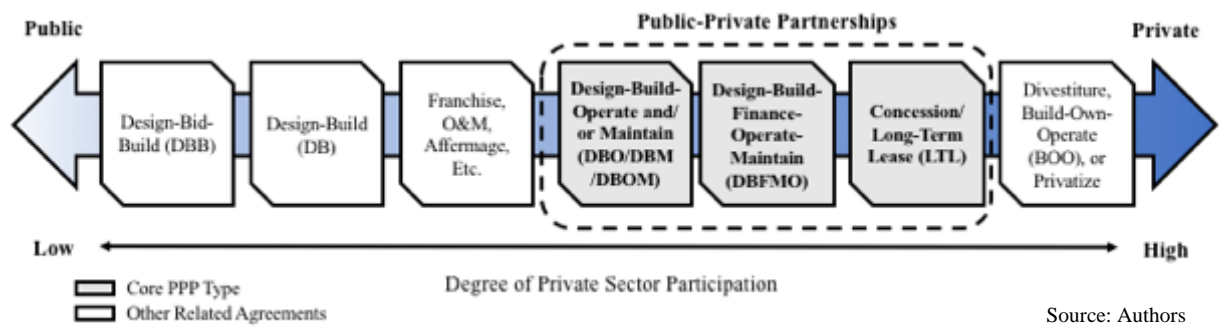 Public-Private Partnerships
Public
Private
Design-Bid-
Build (DBB)
Design-Build
(DB)
Franchise,
O&M,
Affermage,
Etc.
Design-Build-
Operate and/
or Maintain
(DBO/DBM
/DBOM)
Design-Build-
Finance-
Operate-
Maintain
(DBFMO)
Concession/
Long-Term
Lease (LTL)
Divestiture,
Build-Own-
Operate
(BOO), or
Privatize
Low
High
Degree of Private Sector Participation
Core PPP Type
Other Related Agreements
Source: Authors